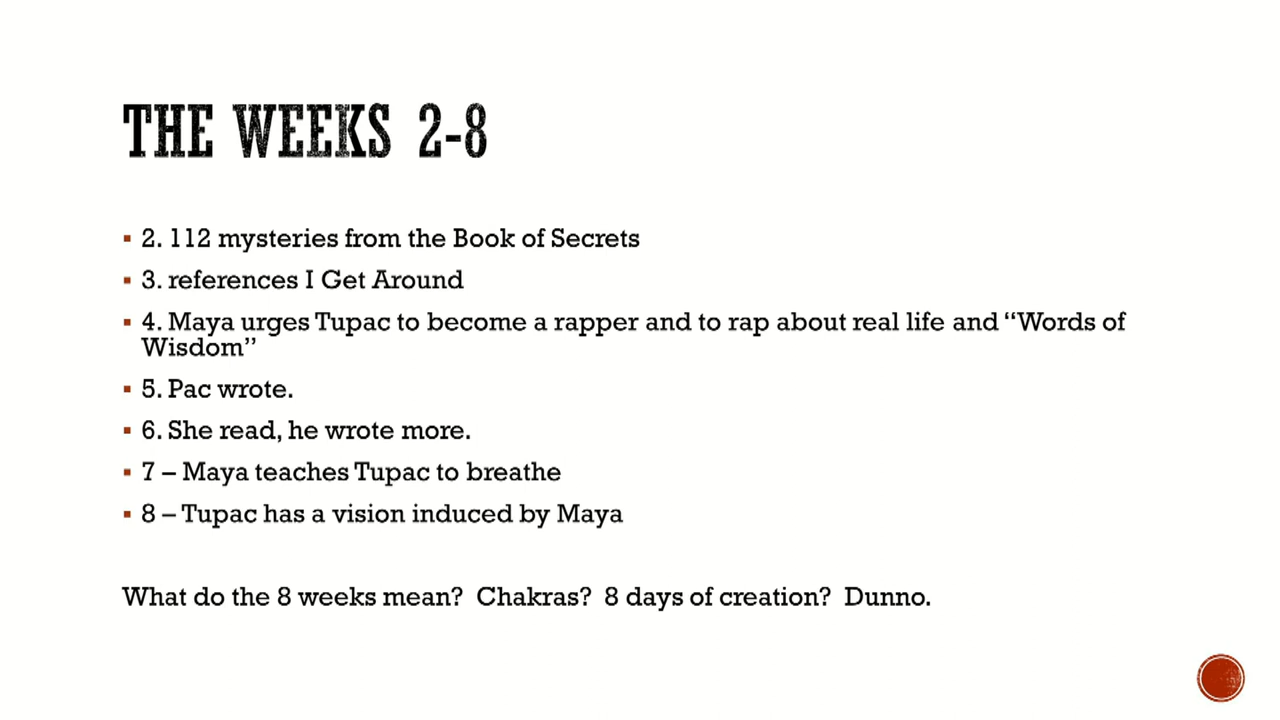 THE WEEKS 2-8
2. 112 mysteries from the Book of Secrets
3. references I Get Around
4. Maya urges Tupac to become a rapper and to rap about real life and “Words of
Wisdom”
5. Pac wrote.
6. She read, he wrote more.
7 – Maya teaches Tupac to breathe
8 – Tupac has a vision induced by Maya
What do the 8 weeks mean?  Chakras?  8 days of creation?  Dunno.